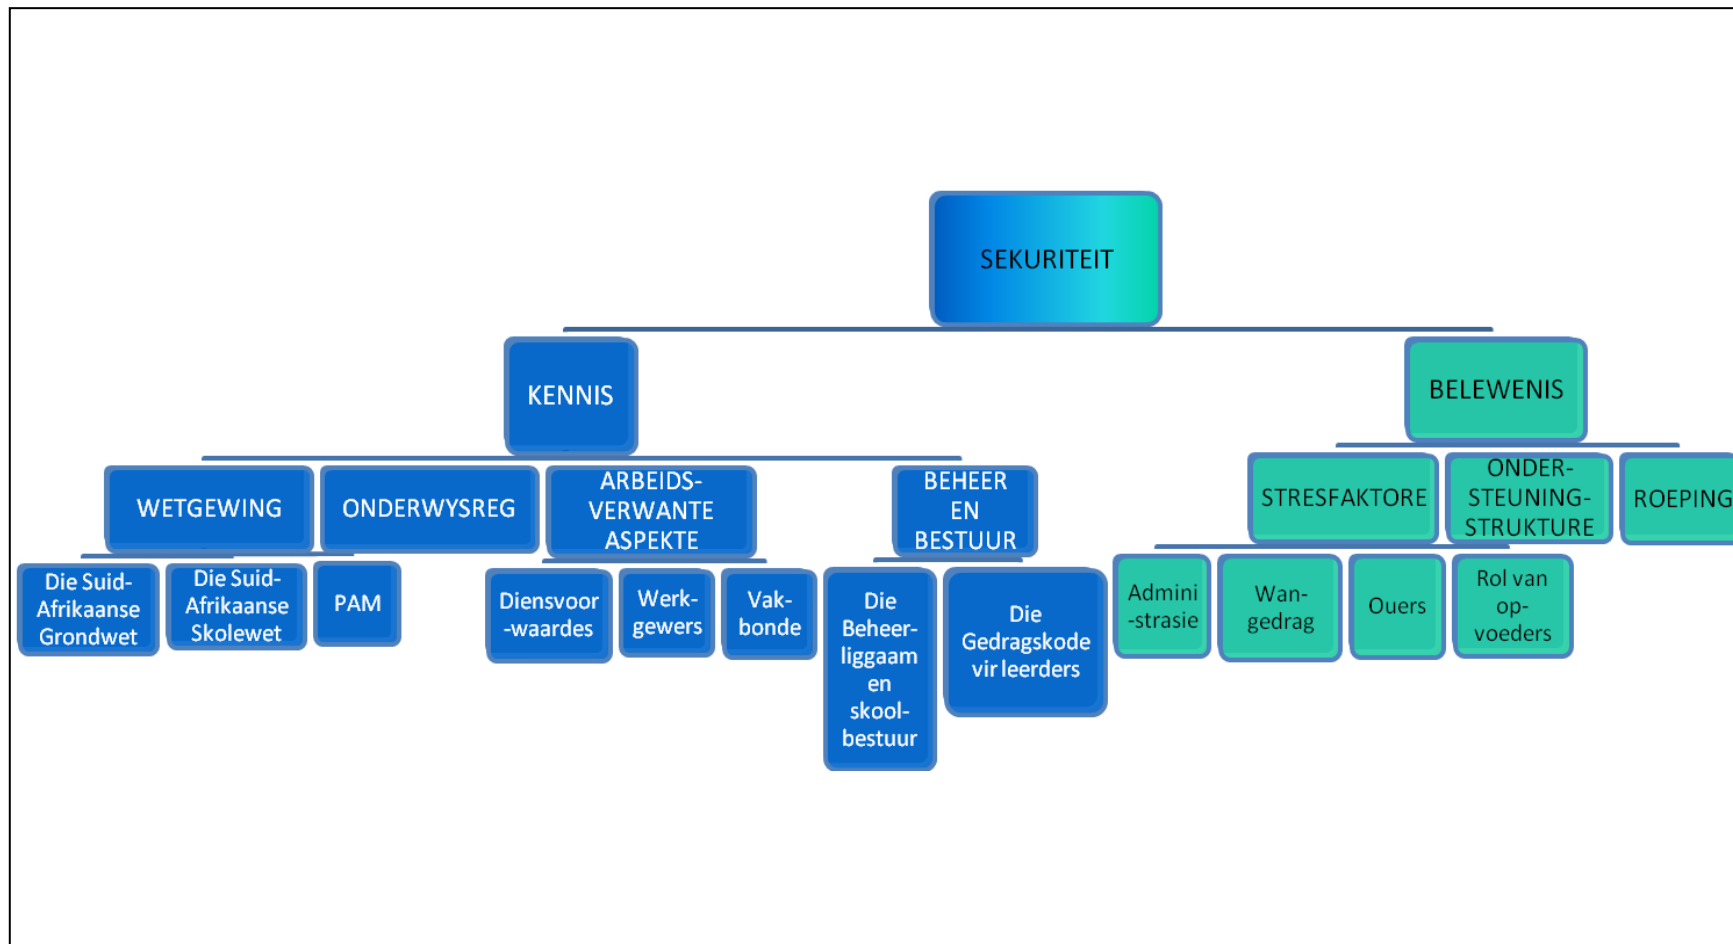 SEKURITEIT
KENNIS
BELEWENIS
WETGEWING
ONDERWYSREG
ARBEIDS-
VERWANTE
ASPEKTE
BEHEER
EN
BESTUUR
STRESFAKTORE
ONDER-
STEUNING-
STRUKTURE
ROEPING
Die Suid-
Afrikaanse
Grondwet
Die Suid-
Afrikaanse
Skolewet
PAM
Diensvoor
-waardes
Werk-
gewers
Vak-
bonde
Die
Beheer-
liggaam
en
skool-
bestuur
Die
Gedragskode
vir leerders
Admini
-strasie
Wan-
gedrag
Ouers
Rol van
op-
voeders